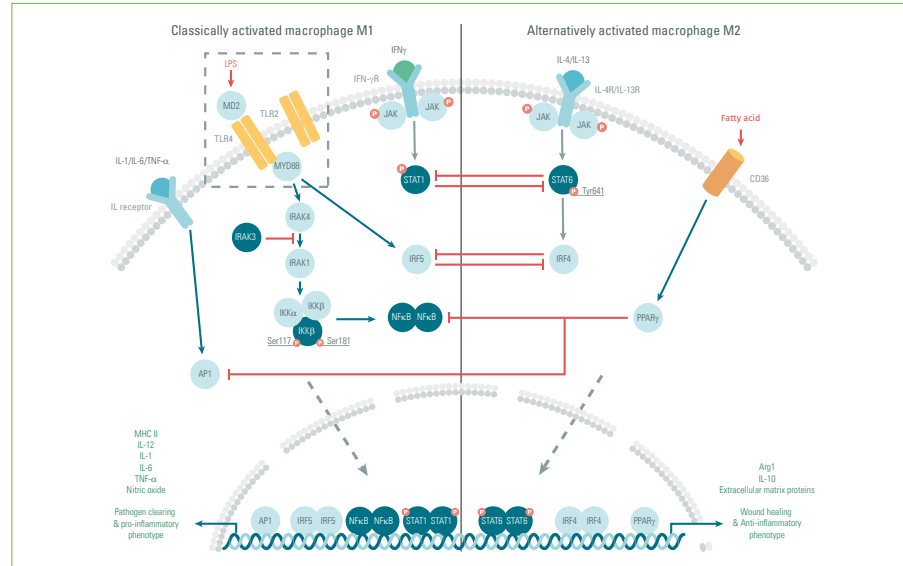 Classically activated macrophage M1
Alternatively activated macrophage M2
LPS
MD2
TLR2
TLR4
MYD88
IFNγ
IFN-γR
JAK
JAK
P
P
IL-4/IL-13
IL-4R/IL-13R
JAK
JAK
P
P
Fatty acid
CD36
IL-1/IL-6/TNF-α
IL receptor
P
STAT1
STAT6
P
Tyr641
IRAK4
IRAK3
IRAK1
IRF5
IRF4
IKKα
IKKβ
IKKβ
Ser117
P
P
Ser181
NFκB
NFκB
PPARγ
AP1
MHC II
IL-12
IL-1
IL-6
TNF-α
Nitric oxide
Pathogen clearing
& pro-inflammatory
phenotype
Arg1
IL-10
Extracellular matrix proteins
Wound healing
& Anti-inflammatory
phenotype
AP1
IRF5
IRF5
NFκB
NFκB
P
STAT1
STAT1
P
P
STAT6
STAT6
P
IRF4
IRF4
PPARγ